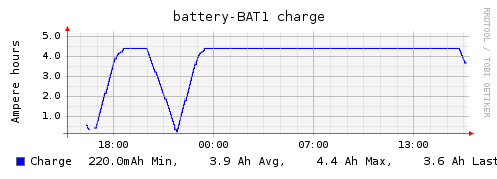 battery-BAT1 charge
RRDTOOL / TOBI OETIKER
Ampere hours
5.0
4.0
3.0
2.0
1.0
18:00 00:00 07:00 13:00
Charge 220.0mAh Min, 3.9 Ah Avg, 4.4 Ah Max, 3.6 Ah Last